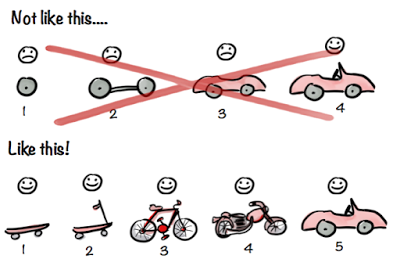 Not like this....
1 2 3 4
Like this!
1 2 3 4 5